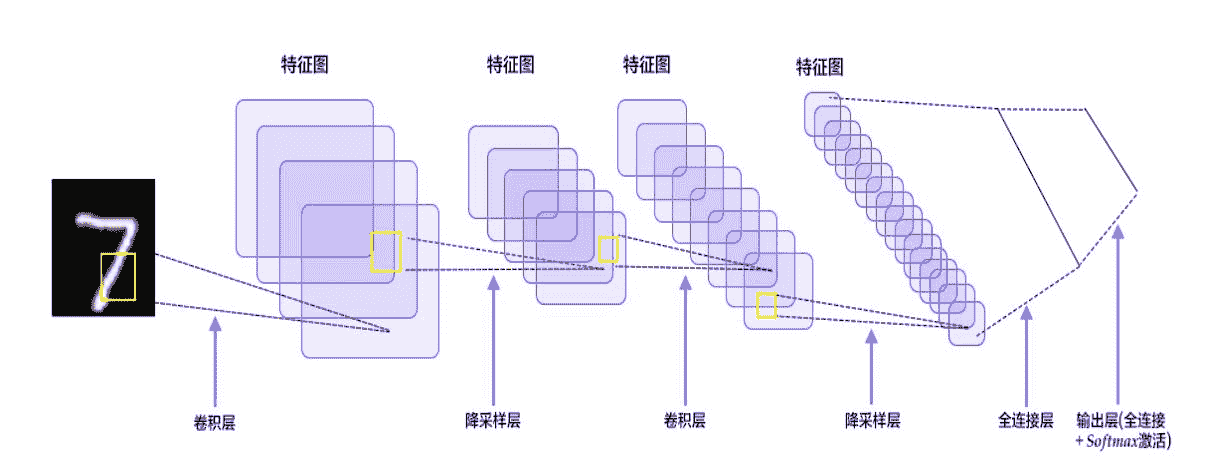 特征图
特征图
特征图
特征图
7
卷积层
降采样层
卷积层
降采样层
全连接层
输出层(全连接
+ Softmax激活)